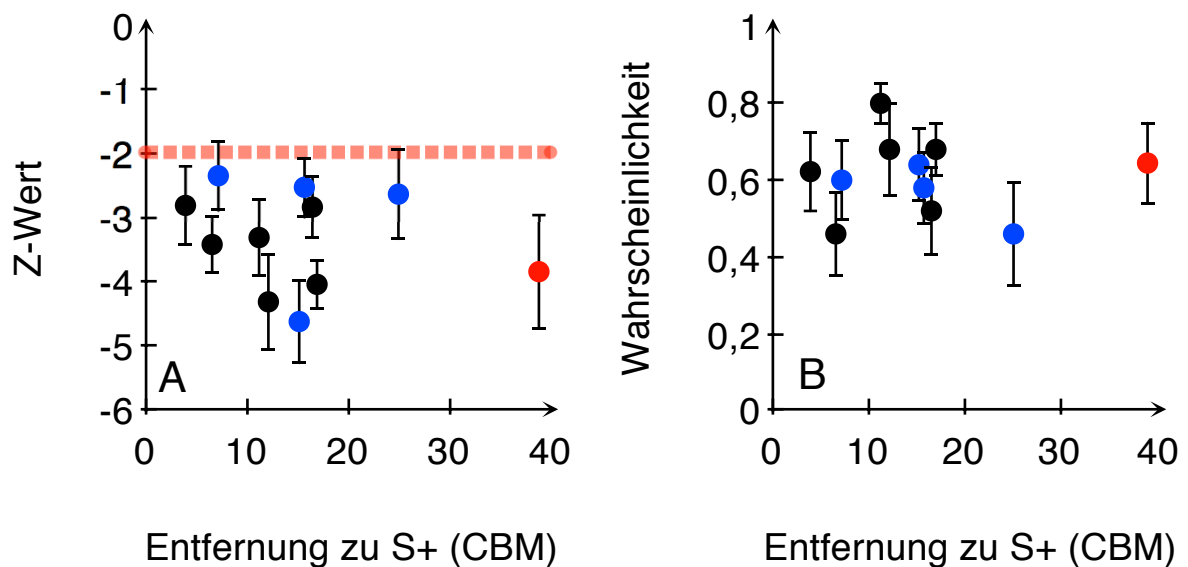 0
-1
-2
-3
-4
-5
-6
Z-Wert
A
0 10 20 30 40
Entfernung zu S+ (CBM)
1
0,8
0,6
0,4
0,2
0
Wahrscheinlichkeit
B
0 10 20 30 40
Entfernung zu S+ (CBM)